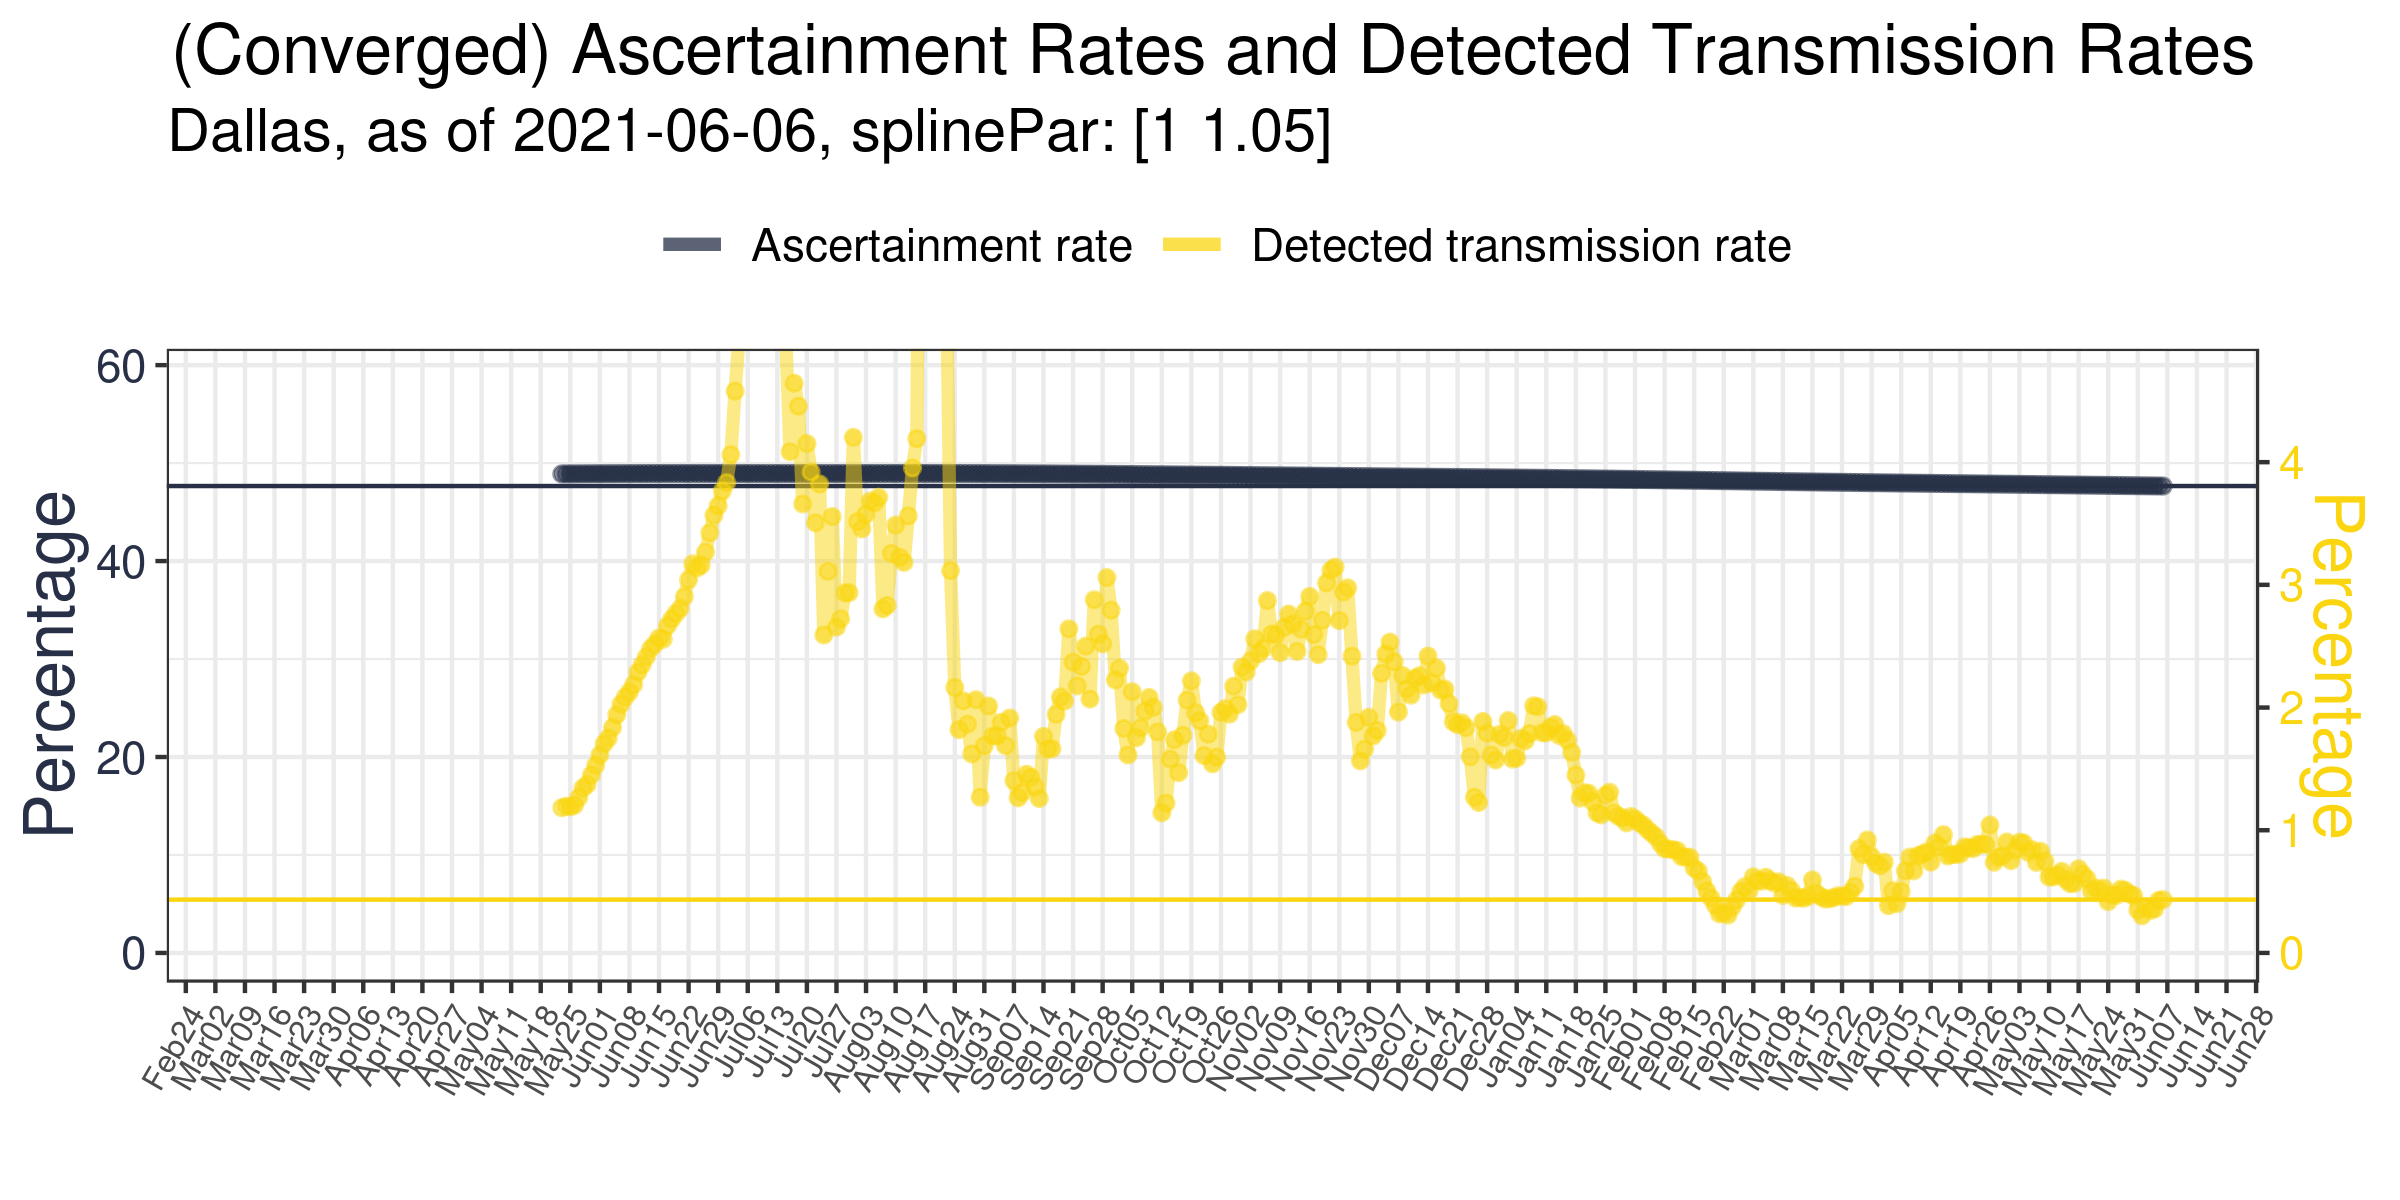 (Converged) Ascertainment Rates and Detected Transmission Rates
Dallas, as of 2021-06-06, splinePar: [1 1.05]
Ascertainment rate Detected transmission rate
Percentage
60
40
20
0
4
3
2
1
0
Percentage
Feb24 Mar02 Mar09 Mar16 Mar23 Mar30 Apr06 Apr13 Apr20 Apr27 May04 May11 May18 May25 Jun01 Jun08 Jun15 Jun22 Jun29 Jul06 Jul13 Jul20 Jul27 Aug03 Aug10 Aug17 Aug24 Aug31 Sep07 Sep14 Sep21 Sep28 Oct05 Oct12 Oct19 Oct26 Nov02 Nov09 Nov16 Nov23 Nov30 Dec07 Dec14 Dec21 Dec28 Jan04 Jan11 Jan18 Jan25 Feb01 Feb08 Feb15 Feb22 Mar01 Mar08 Mar15 Mar22 Mar29 Apr05 Apr12 Apr19 Apr26 May03 May10 May17 May24 May31 Jun07 Jun14 Jun21 Jun28